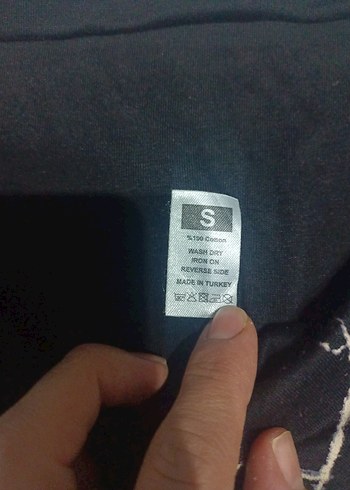 S
%100 Cotton
WASH DRY
IRON ON
REVERSE SIDE
MADE IN TURKEY